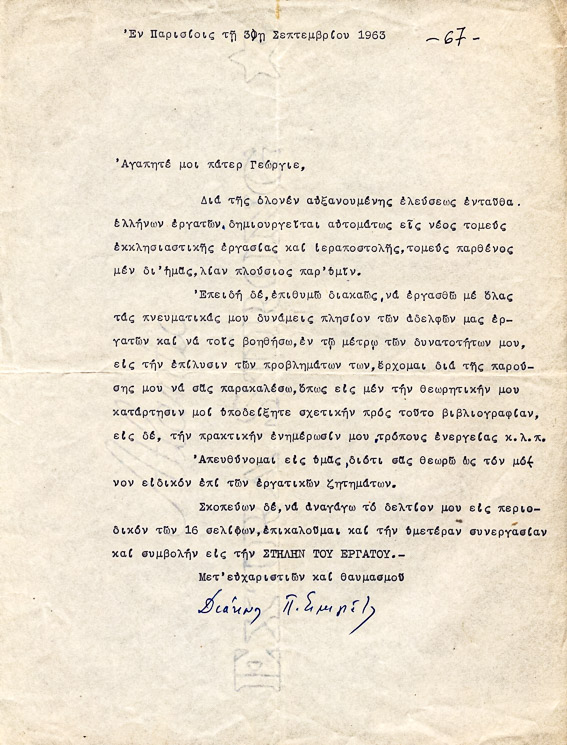 Ἐν Παρισίοις τῇ 30ῃ Σεπτεμβρίου 1963
-67-
Ἀγαπητέ μοι πάτερ Γεώργιε,
Διά τῆς ὁλονέν αὐξανουμένης ἐλεύσεως ἐνταῦθα.
ἑλλήνων ἐργατῶν, δημιουργεῖται αὐτομάτως εἷς νέος τομεύς
ἐκκλησιαστικῆς ἐργασίας καί ἱεραποστολῆς, τομεύς παρθένος
μέν δι'ἡμᾶς, λίαν πλούσιος παρ'ὑμῖν.
Ἐπειδή δέ, ἐπιθυμῶ διακαῶς, νά ἐργασθῶ μέ ὅλας
τάς πνευματικάς μου δυνάμεις πλησίον τῶν ἀδελφῶν μας ἐρ-
γατῶν καί νά τούς βοηθήσω, ἐν τῷ μέτρῳ τῶν δυνατοτήτων μου,
εἰς τήν ἐπίλυσιν τῶν προβλημάτων των, ἔρχομαι διά τῆς παρού-
σης μου νά σᾶς παρακαλέσω, ὅπως εἰς μέν τήν θεωρητικήν μου
κατάρτησιν μοί ὑποδείξητε σχετικήν πρός τοῦτο βιβλιογραφίαν,
εἰς δέ, τήν πρακτικήν ἐνημέρωσίν μου, τρόπους ἐνεργείας κ.λ.π.
Ἀπευθύνομαι εἰς ὑμᾶς, διότι σᾶς θεωρῶ ὡς τόν μό-
νον εἰδικόν ἐπί τῶν ἐργατικῶν ζητημάτων.
Σκοπεύων δέ, νά ἀναγάγω τό δελτίον μου εἰς περιο-
δικόν τῶν 16 σελίδων, ἐπικαλοῦμαι καί τήν ὑμετέραν συνεργασίαν
καί συμβολήν εἰς τήν ΣΤΗΛΗΝ ΤΟΥ ΕΡΓΑΤΟΥ.-
Μετ'εὐχαριστιῶν καί θαυμασμοῦ